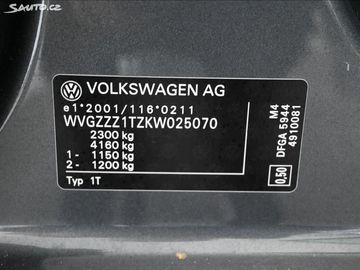 Sauto.cz
VOLKSWAGEN AG
e1*2001/116*0211
WVGZZZ1TZKW025070
2300 kg
4160 kg
1- 1150 kg
2- 1200 kg
Typ 1T
M4
DFGA 5944
4910081
0,50